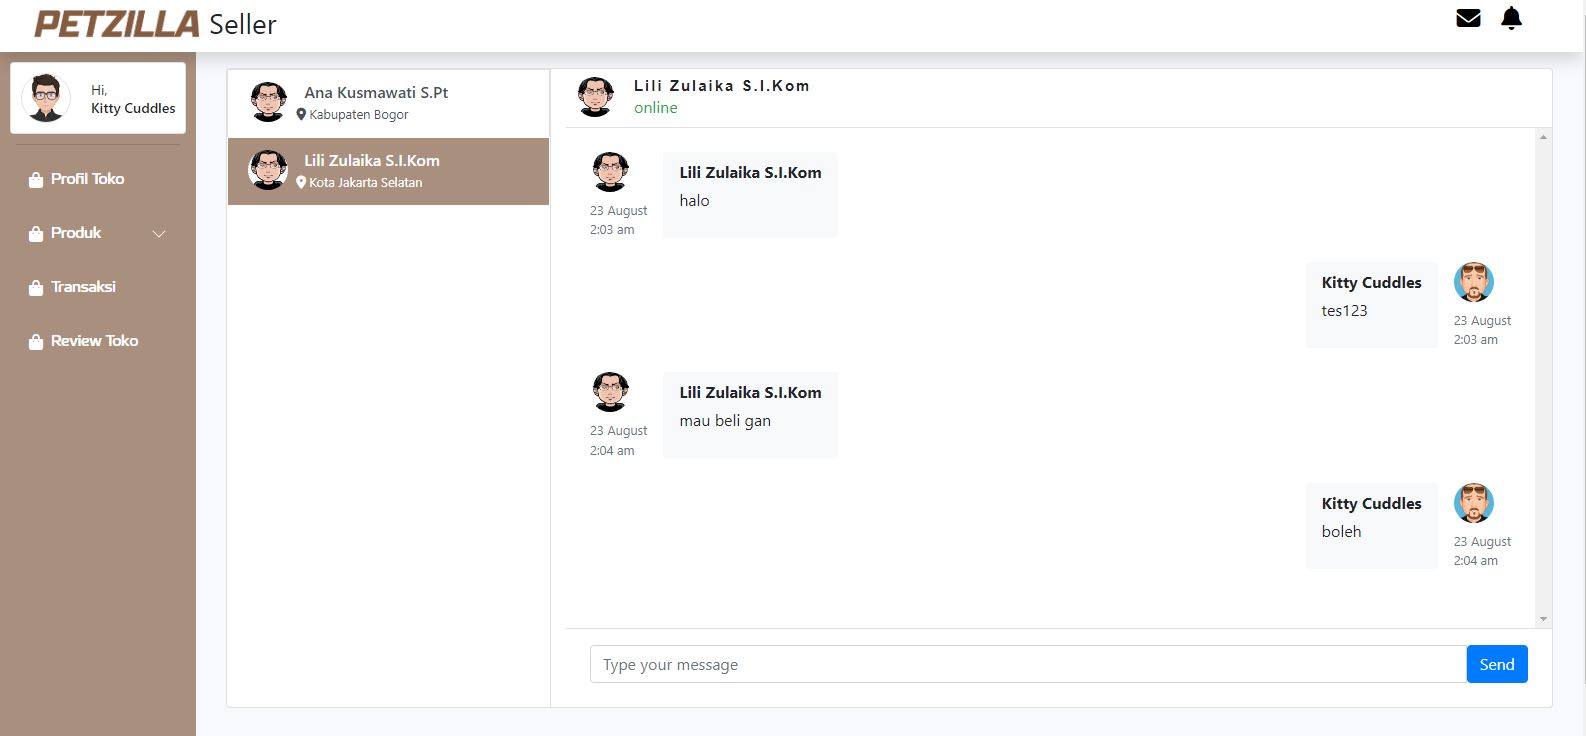 PETZILLA Seller
Hi,
Kitty Cuddles
Profil Toko
Produk
Transaksi
Review Toko
Ana Kusmawati S.Pt
Kabupaten Bogor
Lili Zulaika S.I.Kom
Kota Jakarta Selatan
Lili Zulaika S.I.Kom
online
Lili Zulaika S.I.Kom
halo
23 August
2:03 am
Kitty Cuddles
tes123
23 August
2:03 am
Lili Zulaika S.I.Kom
mau beli gan
23 August
2:04 am
Kitty Cuddles
boleh
23 August
2:04 am
Type your message
Send